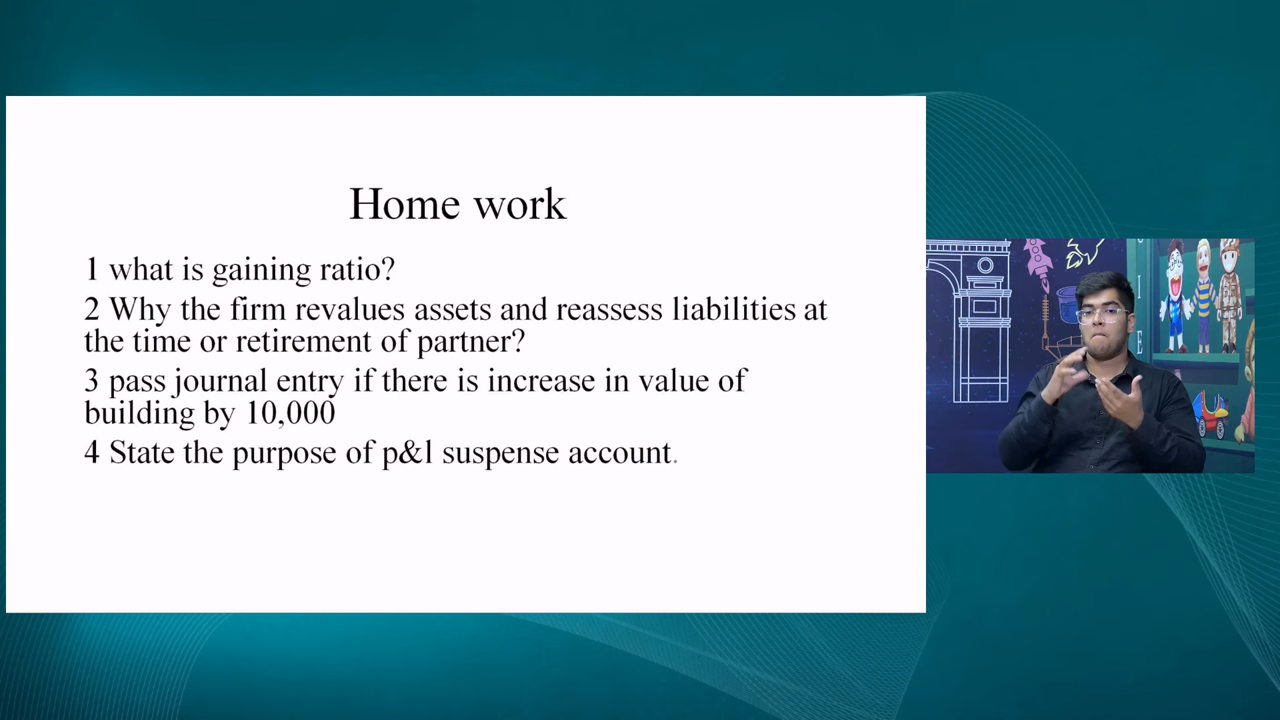 Home work
1 what is gaining ratio?
2 Why the firm revalues assets and reassess liabilities at
the time or retirement of partner?
3 pass journal entry if there is increase in value of
building by 10,000
4 State the purpose of p&l suspense account.